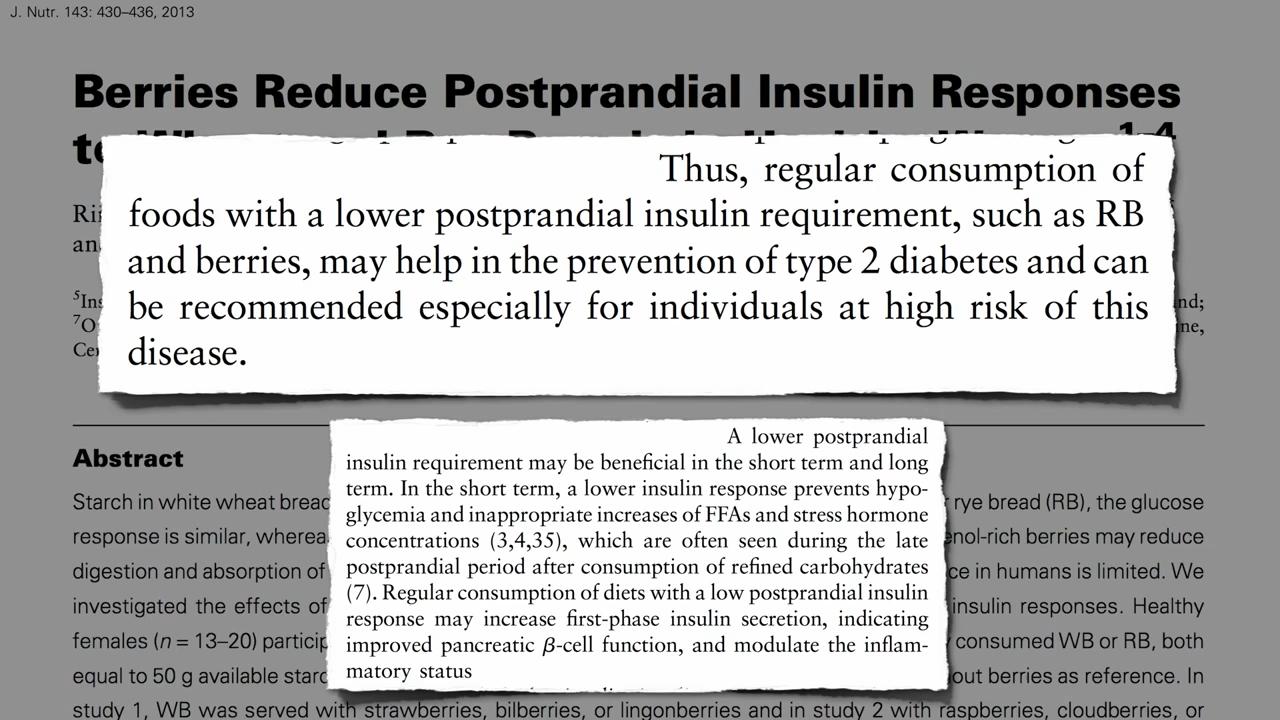 J. Nutr. 143: 430–436, 2013
Berries Reduce Postprandial Insulin Responses
Thus, regular consumption of
foods with a lower postprandial insulin requirement, such as RB
and berries, may help in the prevention of type 2 diabetes and can
be recommended especially for individuals at high risk of this
disease.
Abstract
A lower postprandial
insulin requirement may be beneficial in the short term and long
term. In the short term, a lower insulin response prevents hypo-
glycemia and inappropriate increases of FFAs and stress hormone
concentrations (3,4,35), which are often seen during the late
postprandial period after consumption of refined carbohydrates
(7). Regular consumption of diets with a low postprandial insulin
response may increase first-phase insulin secretion, indicating
improved pancreatic β-cell function, and modulate the inflam-
matory status
Starch in white wheat bread rye bread (RB), the glucose
response is similar, may reduce
digestion and absorption of in humans is limited. We
investigated the effects of insulin responses. Healthy
females (n = 13–20) consumed WB or RB, both
equal to 50 g available berries as reference. In
study 1, WB was served with strawberries, bilberries, or lingonberries and in study 2 with raspberries, cloudberries, or